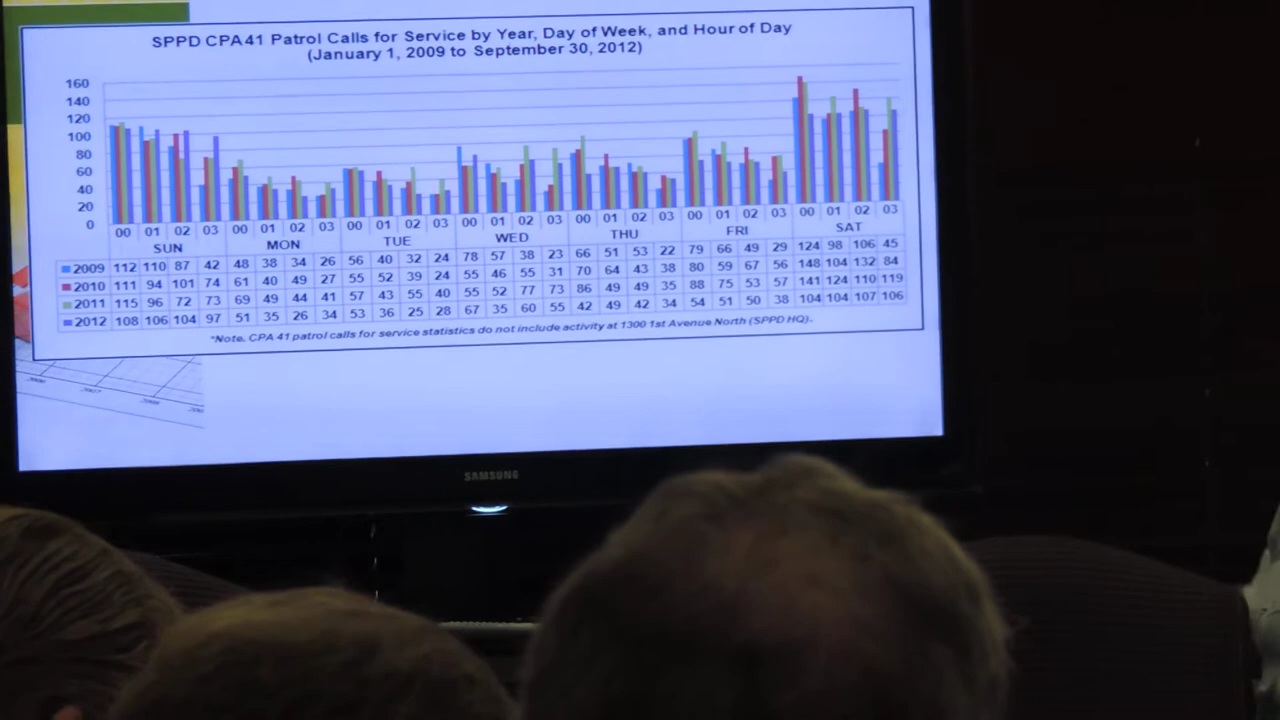 SPPD CPA41 Patrol Calls for Service by Year, Day of Week, and Hour of Day
(January 1, 2009 to September 30, 2012)
160
140
120
100
80
60
40
20
0
00 01 02 03 00 01 02 03 00 01 02 03 00 01 02 03 00 01 02 03 00 01 02 03 00 01 02 03
SUN MON TUE WED THU FRI SAT
2009 112 110 87 42 48 38 34 26 56 40 32 24 78 57 38 23 66 51 53 22 79 66 49 29 124 98 106 45
2010 111 94 101 74 61 40 49 27 55 52 39 24 55 46 55 31 70 64 43 38 80 59 67 56 148 104 132 84
2011 115 96 72 73 69 49 44 41 57 43 55 40 55 52 77 73 86 49 49 35 88 75 53 57 141 124 110 119
2012 108 106 104 97 51 35 26 34 53 36 25 28 67 35 60 55 42 49 42 34 54 51 50 38 104 104 107 106
*Note. CPA 41 patrol calls for service statistics do not include activity at 1300 1st Avenue North (SPPD HQ).
2007
SAMSUNG